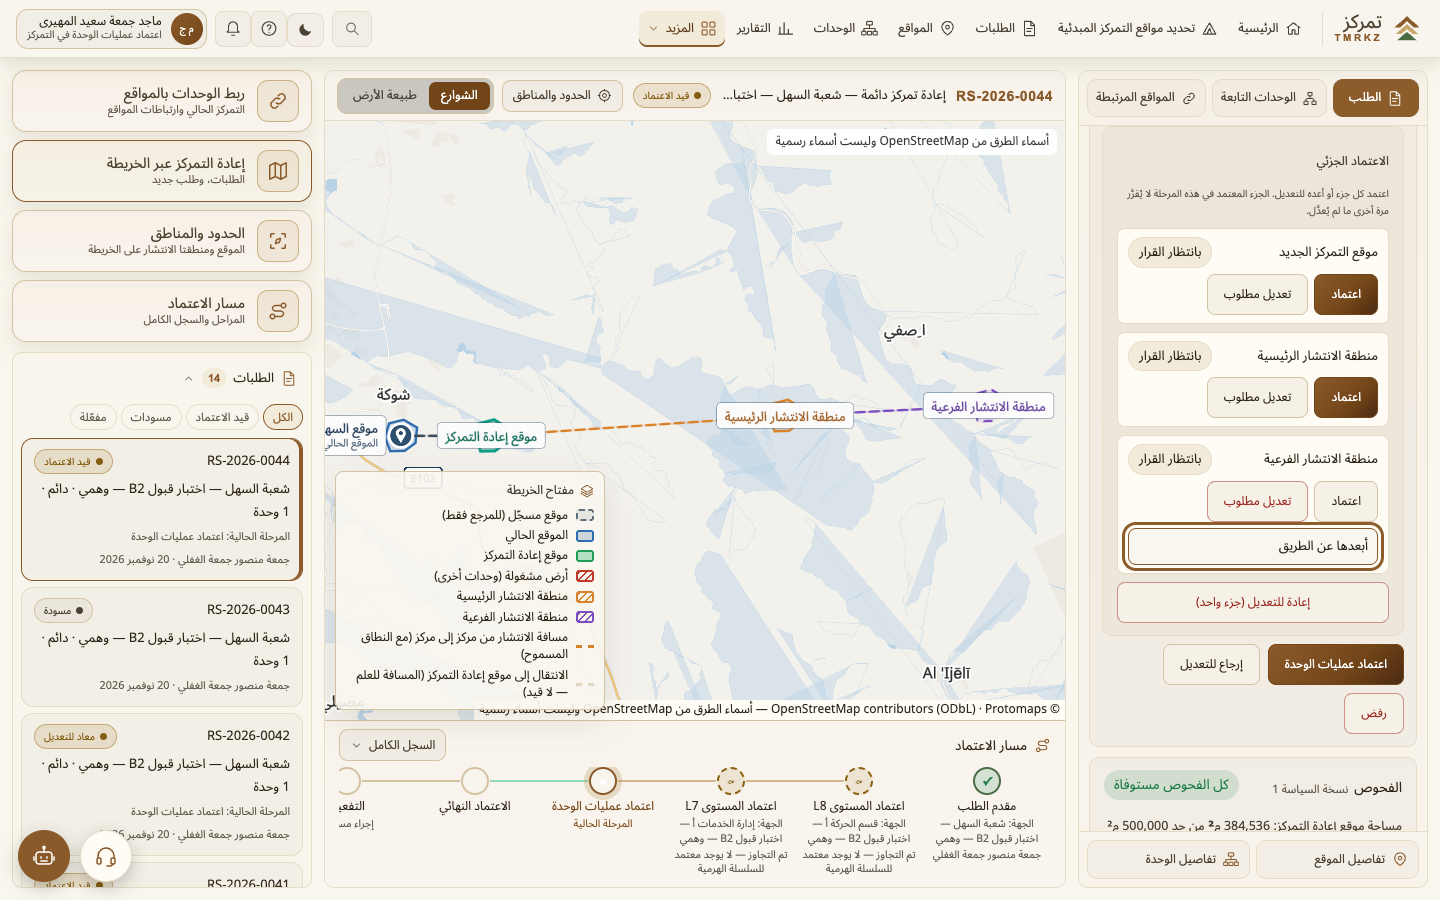 تمركز
TMRKZ
الرئيسية
تحديد مواقع التمركز المبدئية
الطلبات
المواقع
الوحدات
التقارير
المزيد
ماجد جمعة سعيد المهيري
اعتماد عمليات الوحدة في التمركز
م ج
الطلب
الوحدات التابعة
المواقع المرتبطة
الاعتماد الجزئي
اعتمد كل جزء أو أعده للتعديل. الجزء المعتمد في هذه المرحلة لا يُقرَّر
مرة أخرى ما لم يُعدَّل.
موقع التمركز الجديد
بانتظار القرار
اعتماد
تعديل مطلوب
منطقة الانتشار الرئيسية
بانتظار القرار
اعتماد
تعديل مطلوب
منطقة الانتشار الفرعية
بانتظار القرار
اعتماد
تعديل مطلوب
أبعدها عن الطريق
إعادة للتعديل (جزء واحد)
اعتماد عمليات الوحدة
إرجاع للتعديل
رفض
الفحوص
نسخة السياسة 1
كل الفحوص مستوفاة
مساحة موقع إعادة التمركز: 384,536 م² من حد 500,000 م²
تفاصيل الموقع
تفاصيل الوحدة
RS-2026-0044
إعادة تمركز دائمة — شعبة السهل — اختبا...
قيد الاعتماد
الحدود والمناطق
الشوارع
طبيعة الأرض
أسماء الطرق من OpenStreetMap وليست أسماء رسمية
شوكة
منطقة الانتشار الفرعية
منطقة الانتشار الرئيسية
موقع إعادة التمركز
الموقع الحالي
E102
مفتاح الخريطة
موقع مسجّل (للمرجع فقط)
الموقع الحالي
موقع إعادة التمركز
أرض مشغولة (وحدات أخرى)
منطقة الانتشار الرئيسية
منطقة الانتشار الفرعية
مسافة الانتشار من مركز إلى مركز (مع النطاق
المسموح)
الانتقال إلى موقع إعادة التمركز (المسافة للعلم
— لا قيد)
Al 'Ijēlī
© OpenStreetMap contributors (ODbL) · Protomaps — أسماء الطرق من OpenStreetMap وليست أسماء رسمية
مسار الاعتماد
السجل الكامل
مقدم الطلب
الجهة: شعبة السهل —
اختبار قبول B2 — وهمي
جمعة منصور جمعة الغفلي
اعتماد المستوى L8
الجهة: قسم الحركة أ —
اختبار قبول B2 — وهمي
تم التجاوز — لا يوجد معتمد
للسلسلة الهرمية
اعتماد المستوى L7
الجهة: إدارة الخدمات أ —
اختبار قبول B2 — وهمي
تم التجاوز — لا يوجد معتمد
للسلسلة الهرمية
اعتماد عمليات الوحدة
المرحلة الحالية
الاعتماد النهائي
ربط الوحدات بالمواقع
التمركز الحالي وارتباطات المواقع
إعادة التمركز عبر الخريطة
الطلبات، وطلب جديد
الحدود والمناطق
الموقع ومنطقتا الانتشار على الخريطة
مسار الاعتماد
المراحل والسجل الكامل
الطلبات
14
الكل
قيد الاعتماد
مسودات
مفعّلة
RS-2026-0044
قيد الاعتماد
شعبة السهل — اختبار قبول B2 — وهمي · دائم ·
1 وحدة
المرحلة الحالية: اعتماد عمليات الوحدة
جمعة منصور جمعة الغفلي · 20 نوفمبر 2026
RS-2026-0043
مسودة
شعبة السهل — اختبار قبول B2 — وهمي · دائم ·
1 وحدة
جمعة منصور جمعة الغفلي · 20 نوفمبر 2026
RS-2026-0042
معاد للتعديل
شعبة السهل — اختبار قبول B2 — وهمي · دائم ·
1 وحدة
المرحلة الحالية: اعتماد عمليات الوحدة
جمعة منصور جمعة الغفلي · 20 نوفمبر
RS-2026-0041
قيد الاعتماد